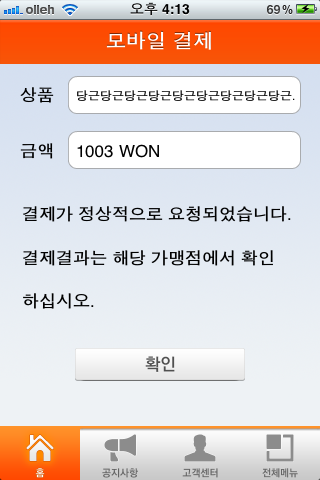 olleh 오후 4:13 69%
모바일 결제
상품 당근당근당근당근당근당근당근당근당근.
금액 1003 WON
결제가 정상적으로 요청되었습니다.
결제결과는 해당 가맹점에서 확인
하십시오.
확인
홈 공지사항 고객센터 전체메뉴